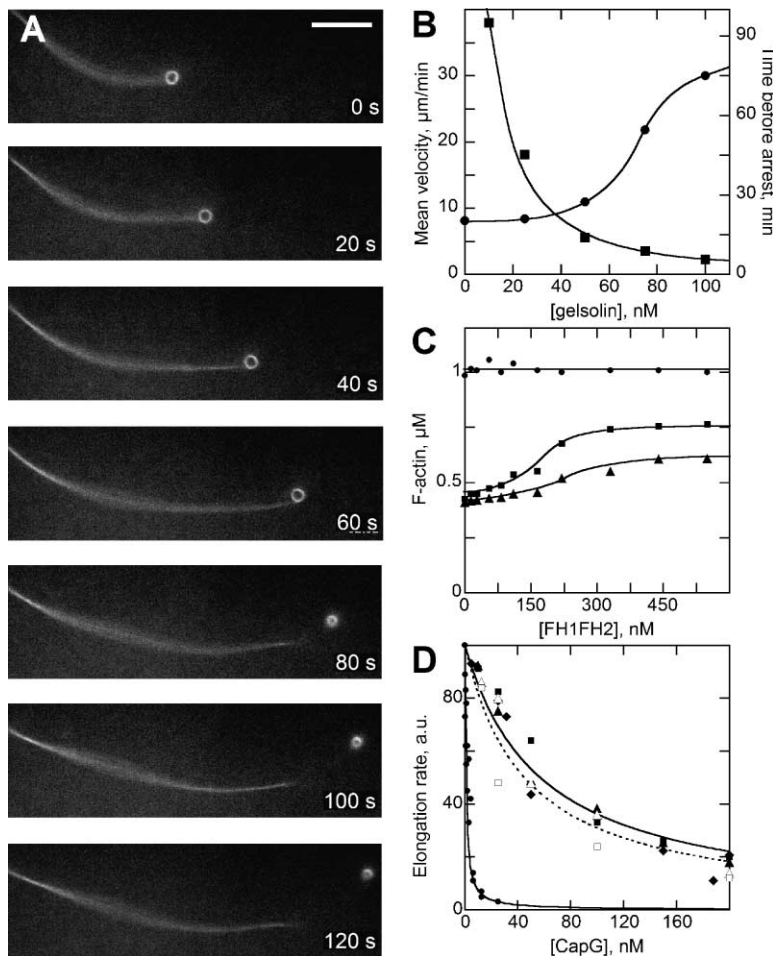 A
0 s
20 s
40 s
60 s
80 s
100 s
120 s
B
Mean velocity, µm/min
30
20
10
0
90
60
30
0
Time before arrest, min
0 20 40 60 80 100
[gelsolin], nM
C
F-actin, µM
1
0.5
1
0 150 300 450
[FH1FH2], nM
D
Elongation rate, a.u.
80
40
0
0 40 80 120 160
[CapG], nM